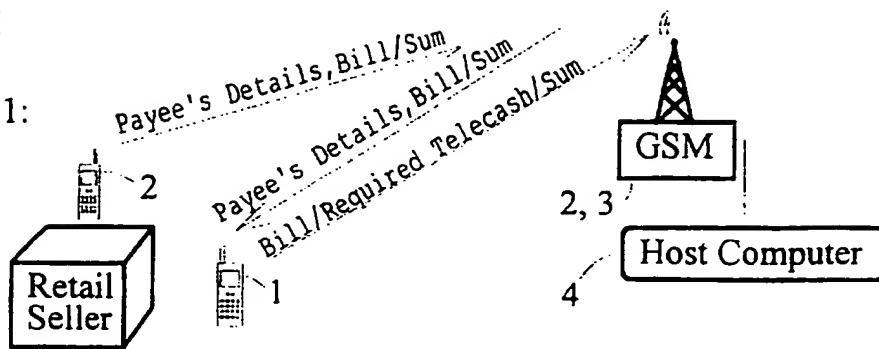 1:
Payee's Details,Bill/Sum
Payee's Details,Bill/Sum
Bill/Required Telecash/Sum
2
GSM
2, 3
Retail
Seller
1
4
Host Computer